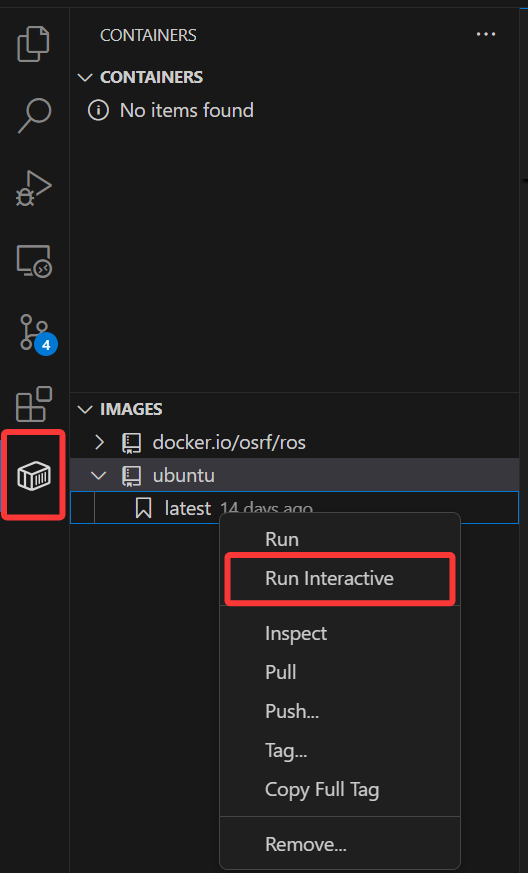 CONTAINERS
CONTAINERS
No items found
4
IMAGES
docker.io/osrf/ros
ubuntu
latest 14 days ago
Run
Run Interactive
Inspect
Pull
Push...
Tag...
Copy Full Tag
Remove...